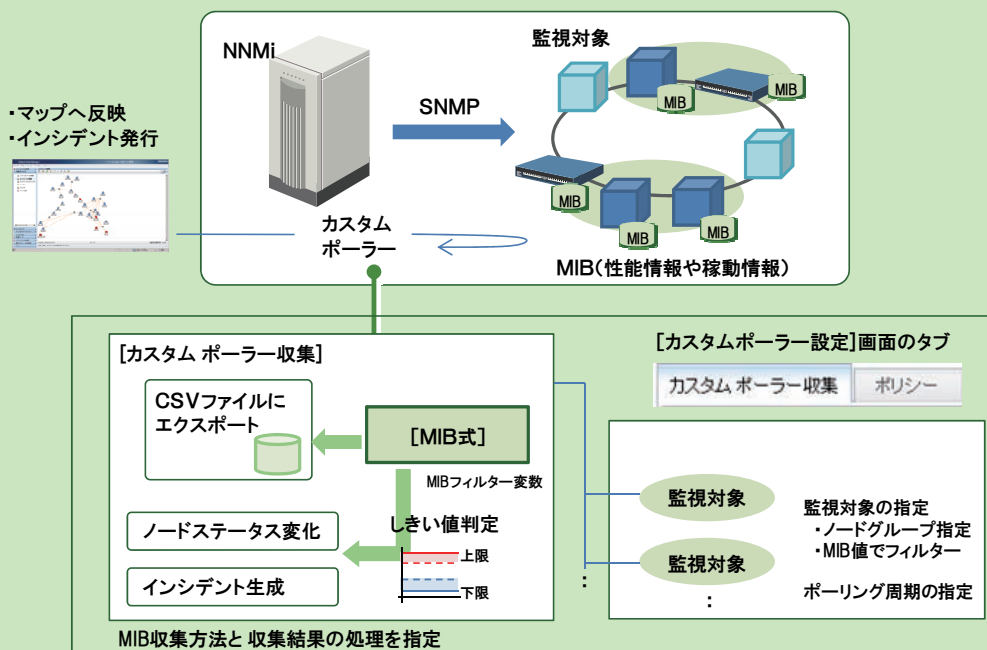 NNMi
監視対象
SNMP
MIB
MIB
MIB
MIB
MIB
・マップへ反映
・インシデント発行
カスタム
ポーラー
MIB(性能情報や稼動情報)
[カスタム ポーラー収集]
CSVファイルに
エクスポート
[MIB式]
MIBフィルター変数
しきい値判定
上限
下限
ノードステータス変化
インシデント生成
MIB収集方法と 収集結果の処理を指定
[カスタムポーラー設定]画面のタブ
カスタム ポーラー収集
ポリシー
監視対象
監視対象
:
:
監視対象の指定
・ノードグループ指定
・MIB値でフィルター
ポーリング周期の指定